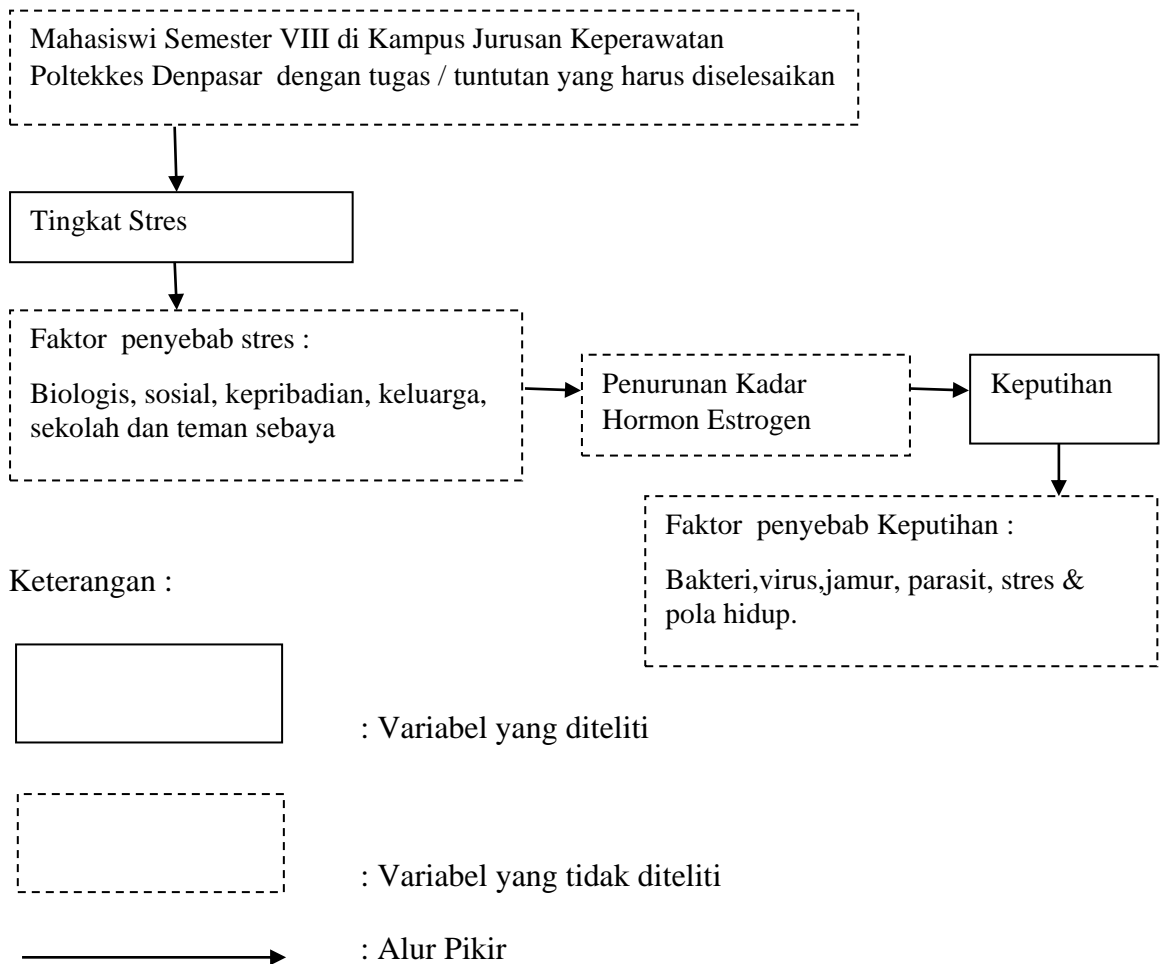 Mahasiswi Semester VIII di Kampus Jurusan Keperawatan
Poltekkes Denpasar dengan tugas / tuntutan yang harus diselesaikan
Tingkat Stres
Faktor penyebab stres :
Biologis, sosial, kepribadian, keluarga,
sekolah dan teman sebaya
Penurunan Kadar
Hormon Estrogen
Keputihan
Faktor penyebab Keputihan :
Bakteri,virus,jamur, parasit, stres &
pola hidup.
Keterangan :
: Variabel yang diteliti
: Variabel yang tidak diteliti
: Alur Pikir